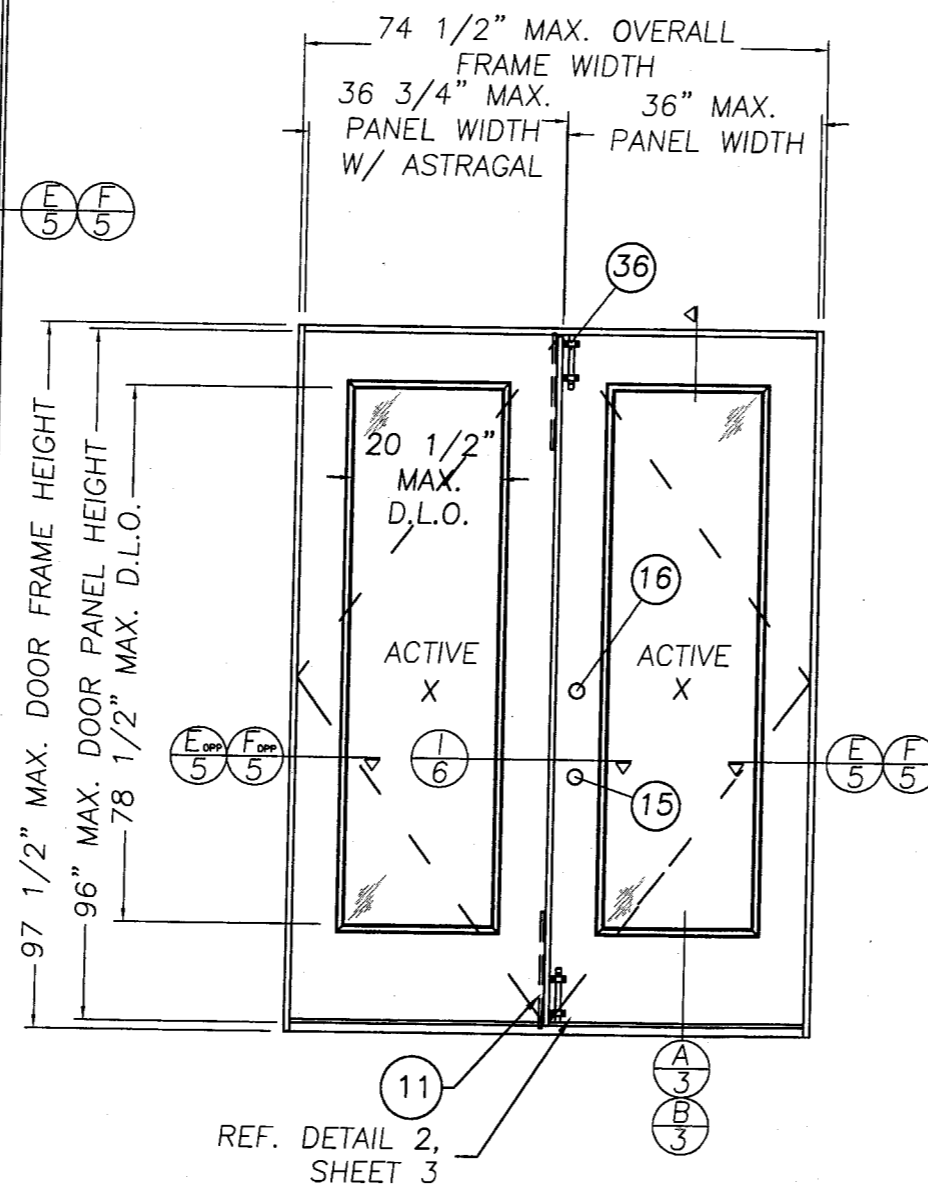 74 1/2" MAX. OVERALL
FRAME WIDTH
36 3/4" MAX.
PANEL WIDTH
W/ ASTRAGAL
36" MAX.
PANEL WIDTH
E
5
F
5
36
97 1/2" MAX. DOOR FRAME HEIGHT
96" MAX. DOOR PANEL HEIGHT
78 1/2" MAX. D.L.O.
20 1/2"
MAX.
D.L.O.
16
ACTIVE
X
ACTIVE
X
E OPP
5
F OPP
5
I
6
E
5
F
5
15
11
A
3
B
3
REF. DETAIL 2,
SHEET 3